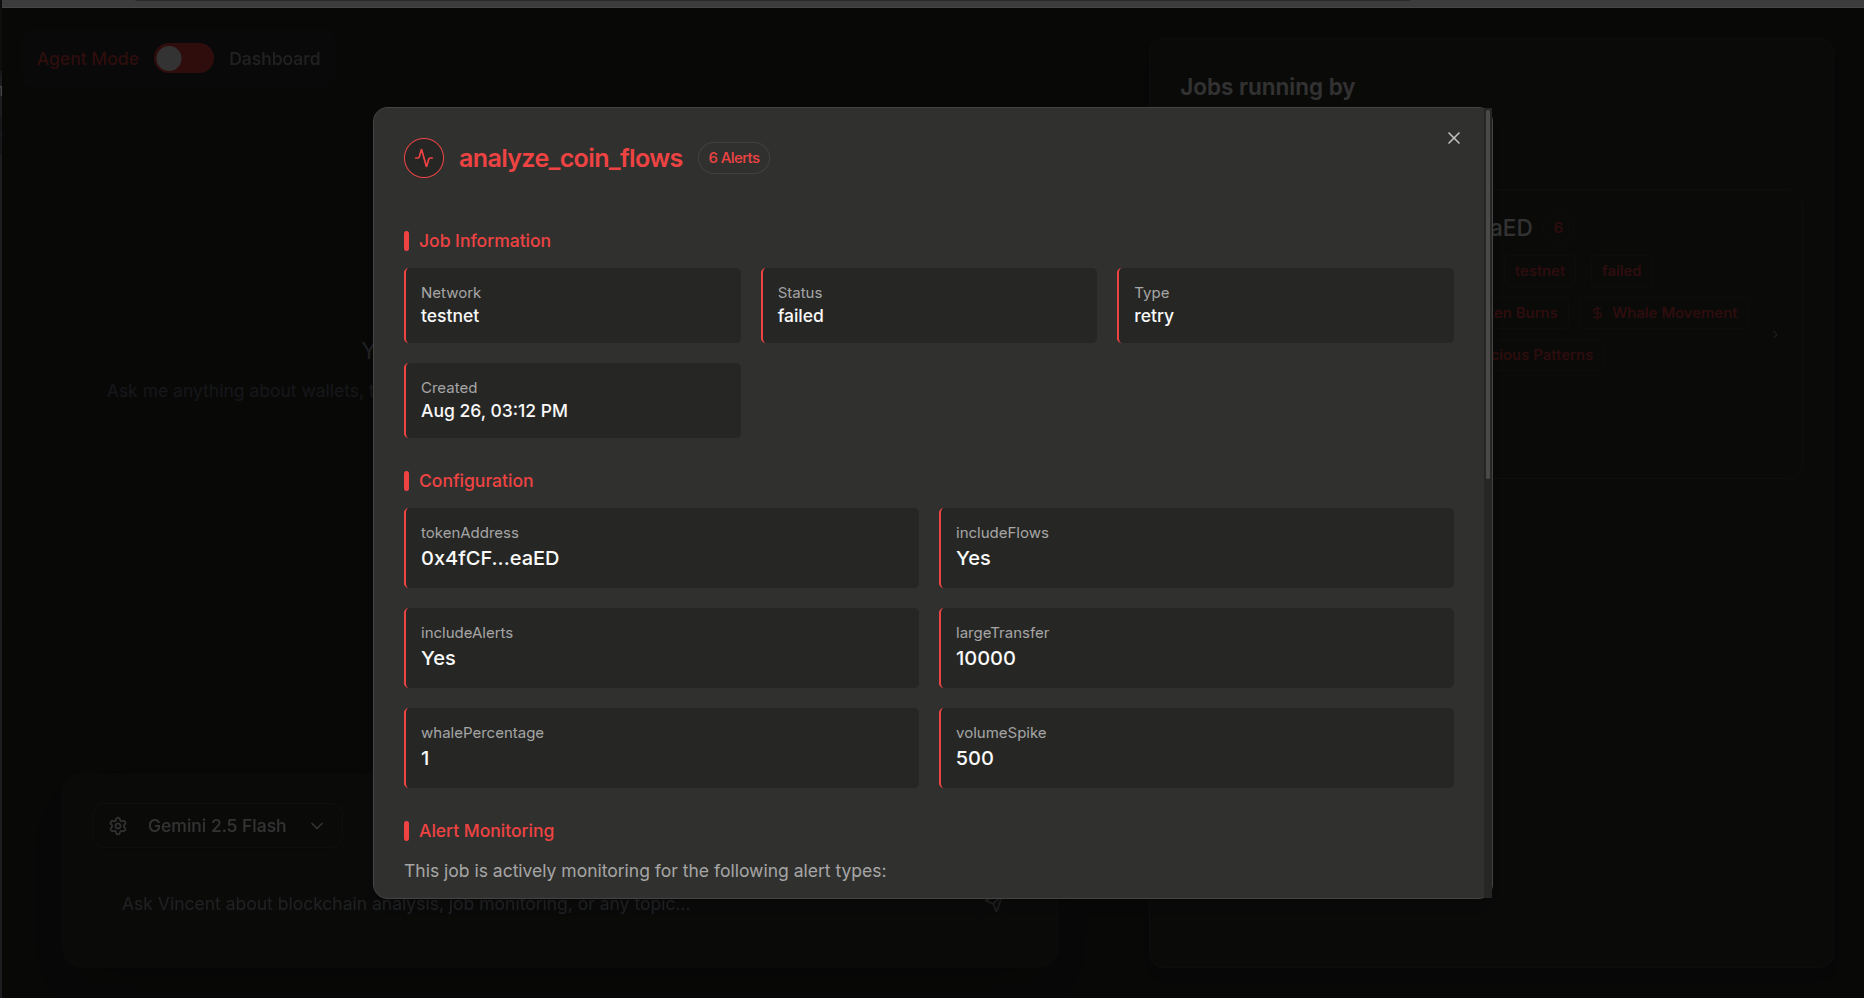 Agent Mode Dashboard
Jobs running by
analyze_coin_flows 6 Alerts
Job Information
Network
testnet
Status
failed
Type
retry
Created
Aug 26, 03:12 PM
Configuration
tokenAddress
0x4fCF...eaED
includeFlows
Yes
includeAlerts
Yes
largeTransfer
10000
whalePercentage
1
volumeSpike
500
Alert Monitoring
This job is actively monitoring for the following alert types:
aED 6
testnet failed
en Burns $ Whale Movement
cious Patterns
Y
Ask me anything about wallets, t
Gemini 2.5 Flash
Ask Vincent about blockchain analysis, job monitoring, or any topic...